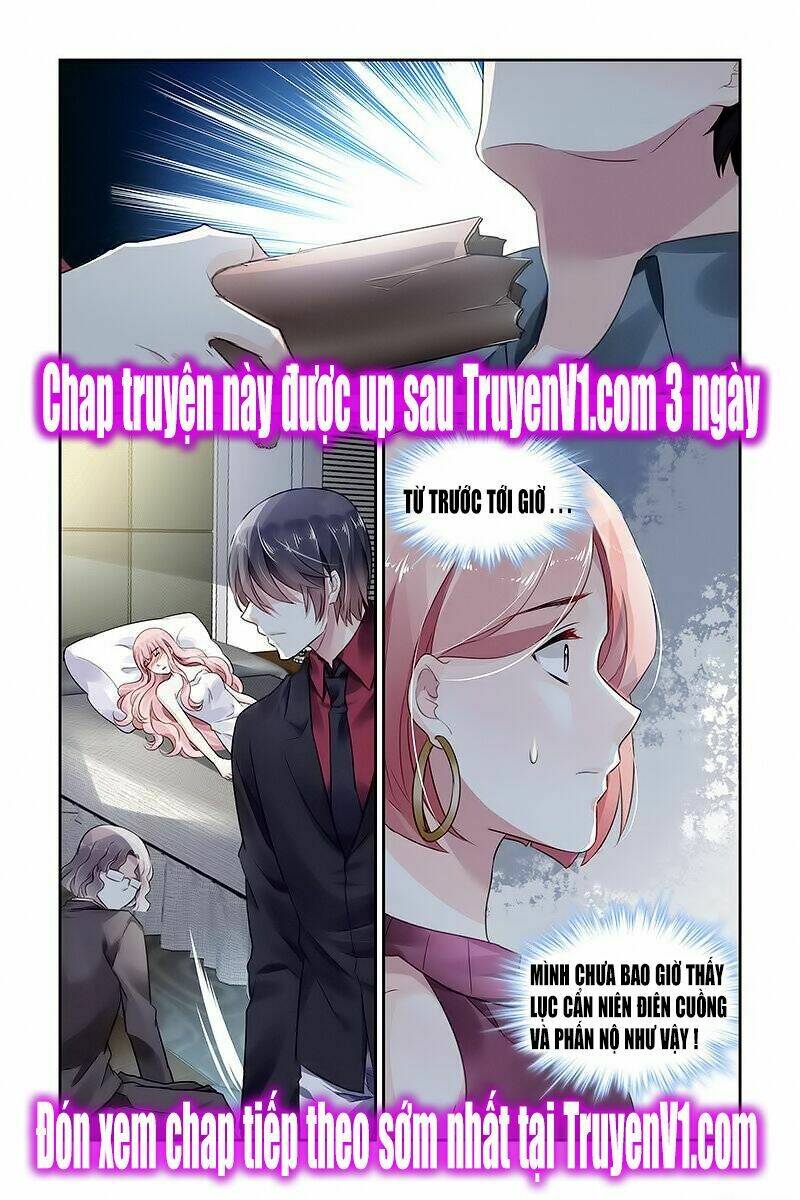 Chap truyện này được up sau TruyenV1.com 3 ngày
TỪ TRƯỚC TỚI GIỜ . . .
MÌNH CHƯA BAO GIỜ THẤY
LỤC CẨN NIÊN ĐIÊN CUỒNG
VÀ PHẤN NỘ NHƯ VẬY !
Đón xem chap tiếp theo sớm nhất tại TruyenV1.com